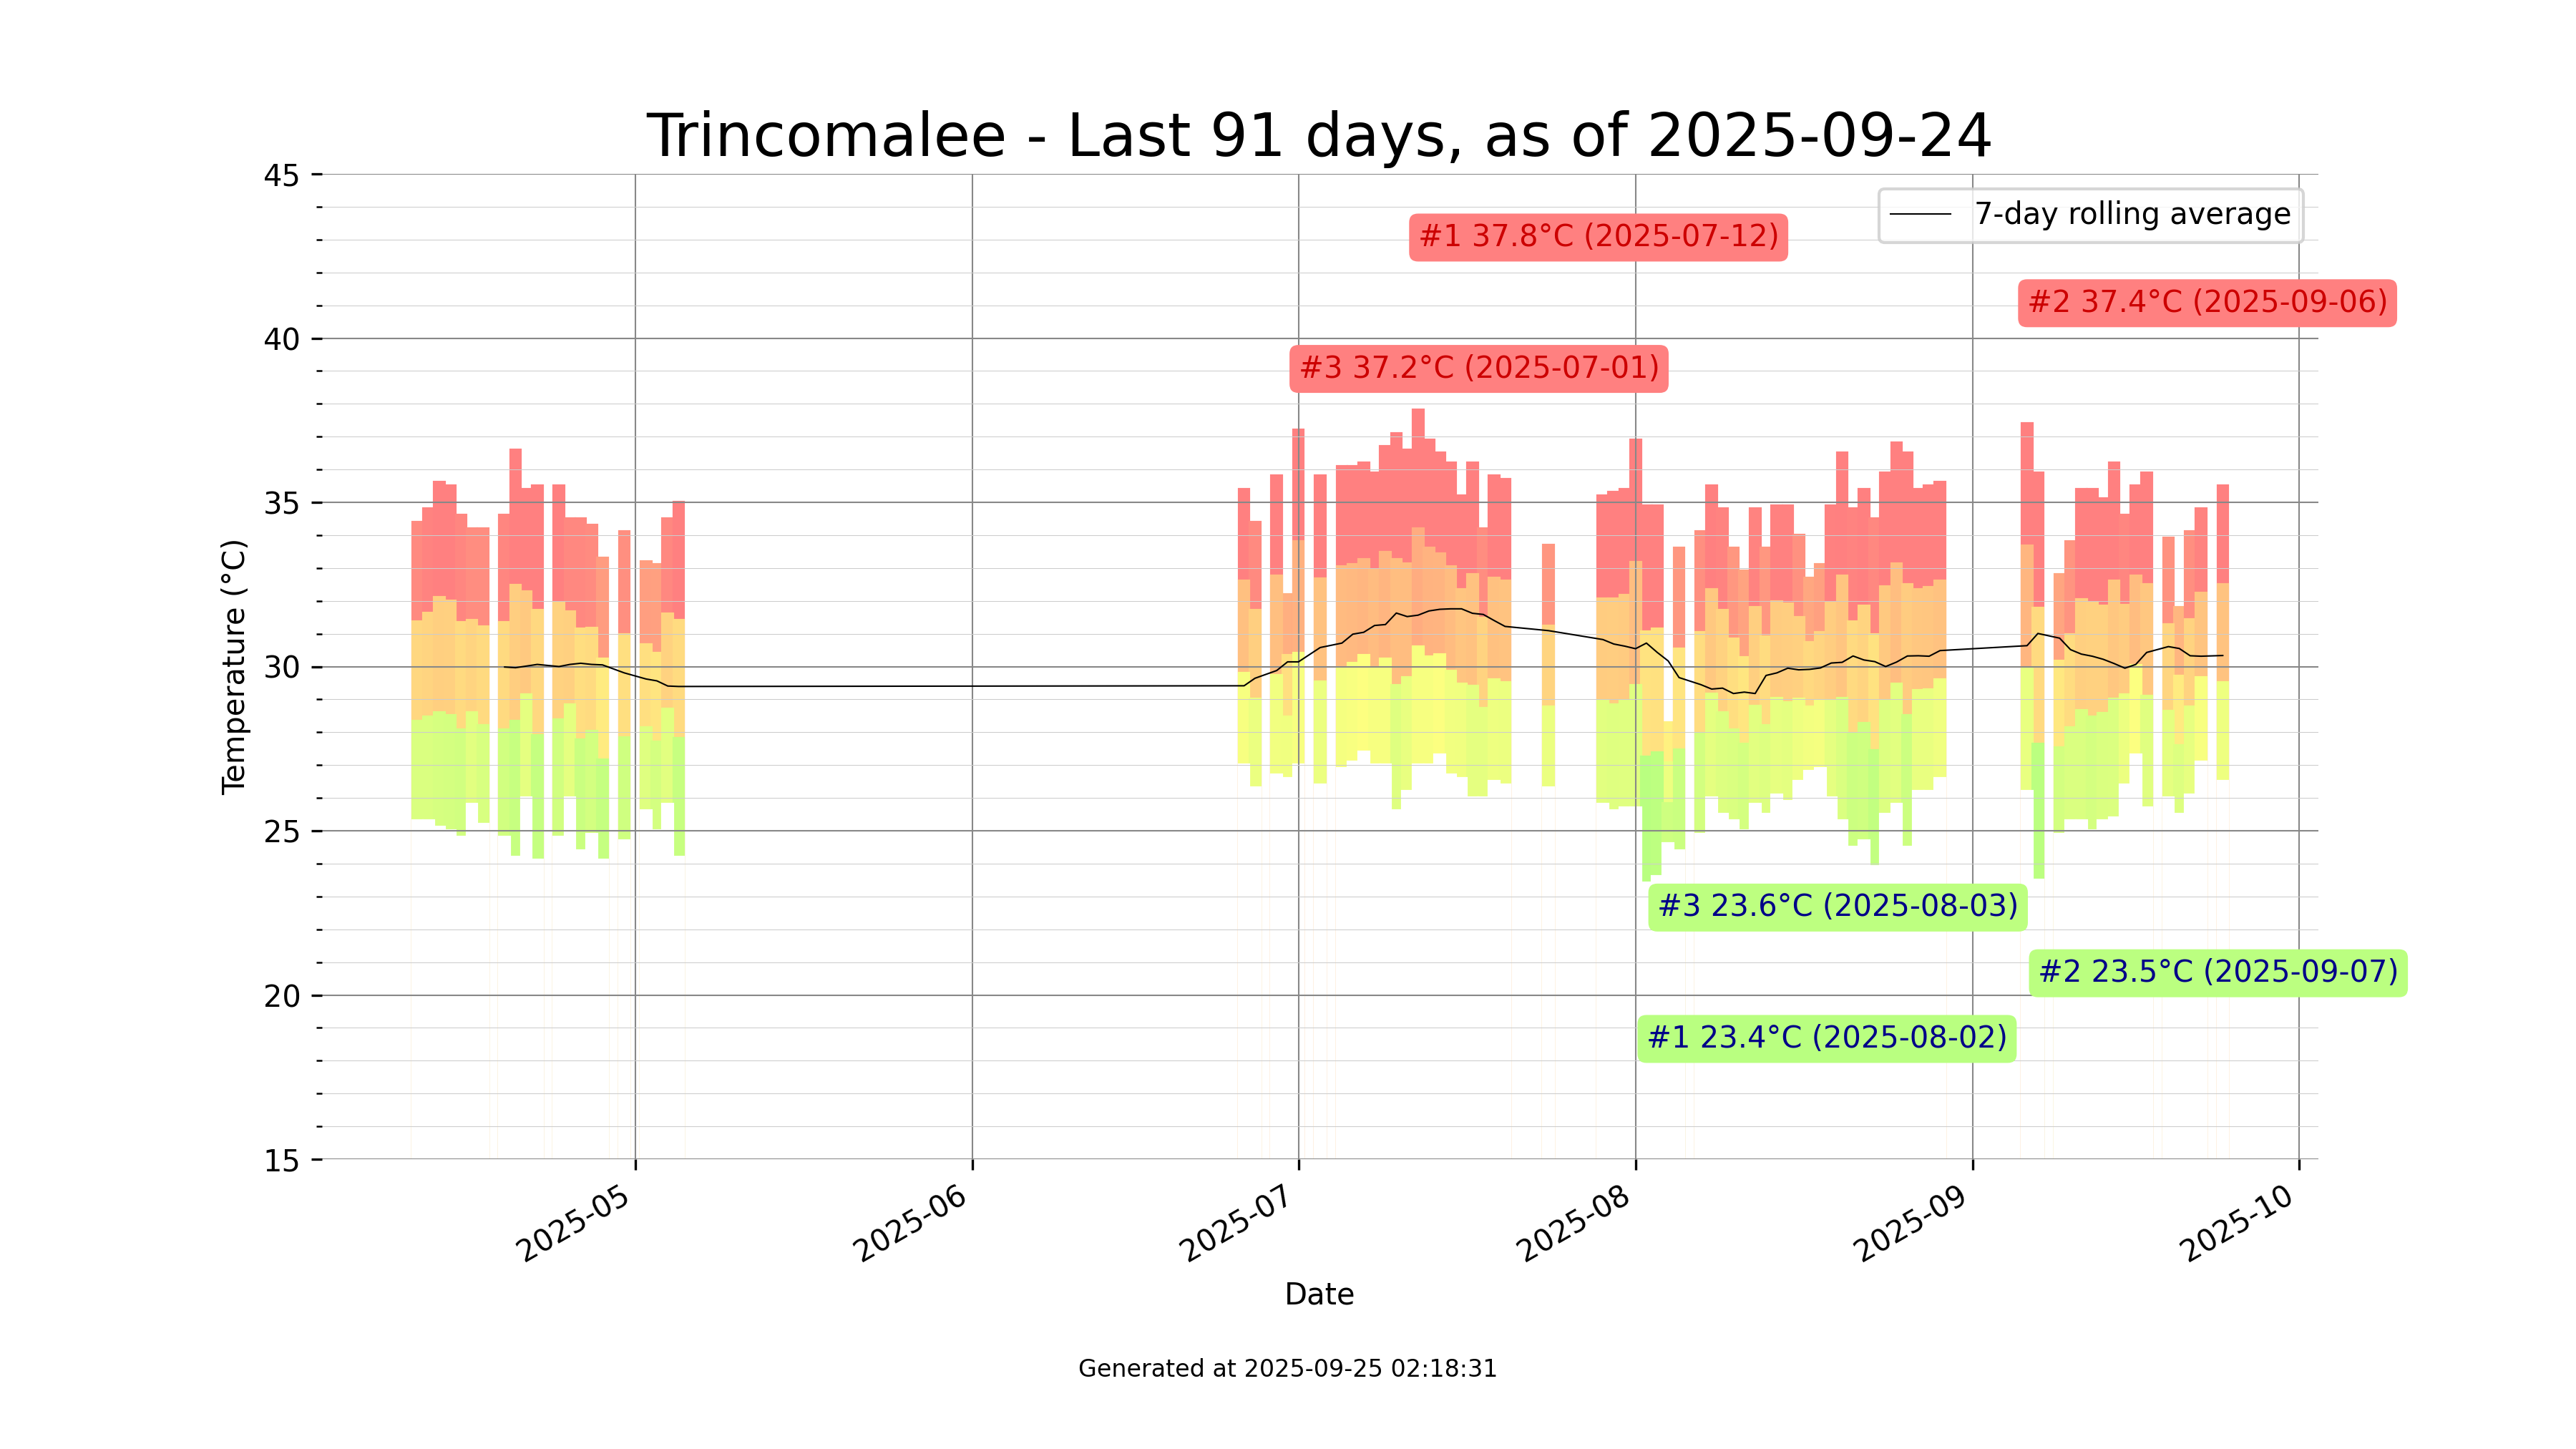 Trincomalee - Last 91 days, as of 2025-09-24
7-day rolling average
#1 37.8°C (2025-07-12)
#2 37.4°C (2025-09-06)
#3 37.2°C (2025-07-01)
#3 23.6°C (2025-08-03)
#2 23.5°C (2025-09-07)
#1 23.4°C (2025-08-02)
Temperature (°C)
45
40
35
30
25
20
15
2025-05
2025-06
2025-07
2025-08
2025-09
2025-10
Date
Generated at 2025-09-25 02:18:31